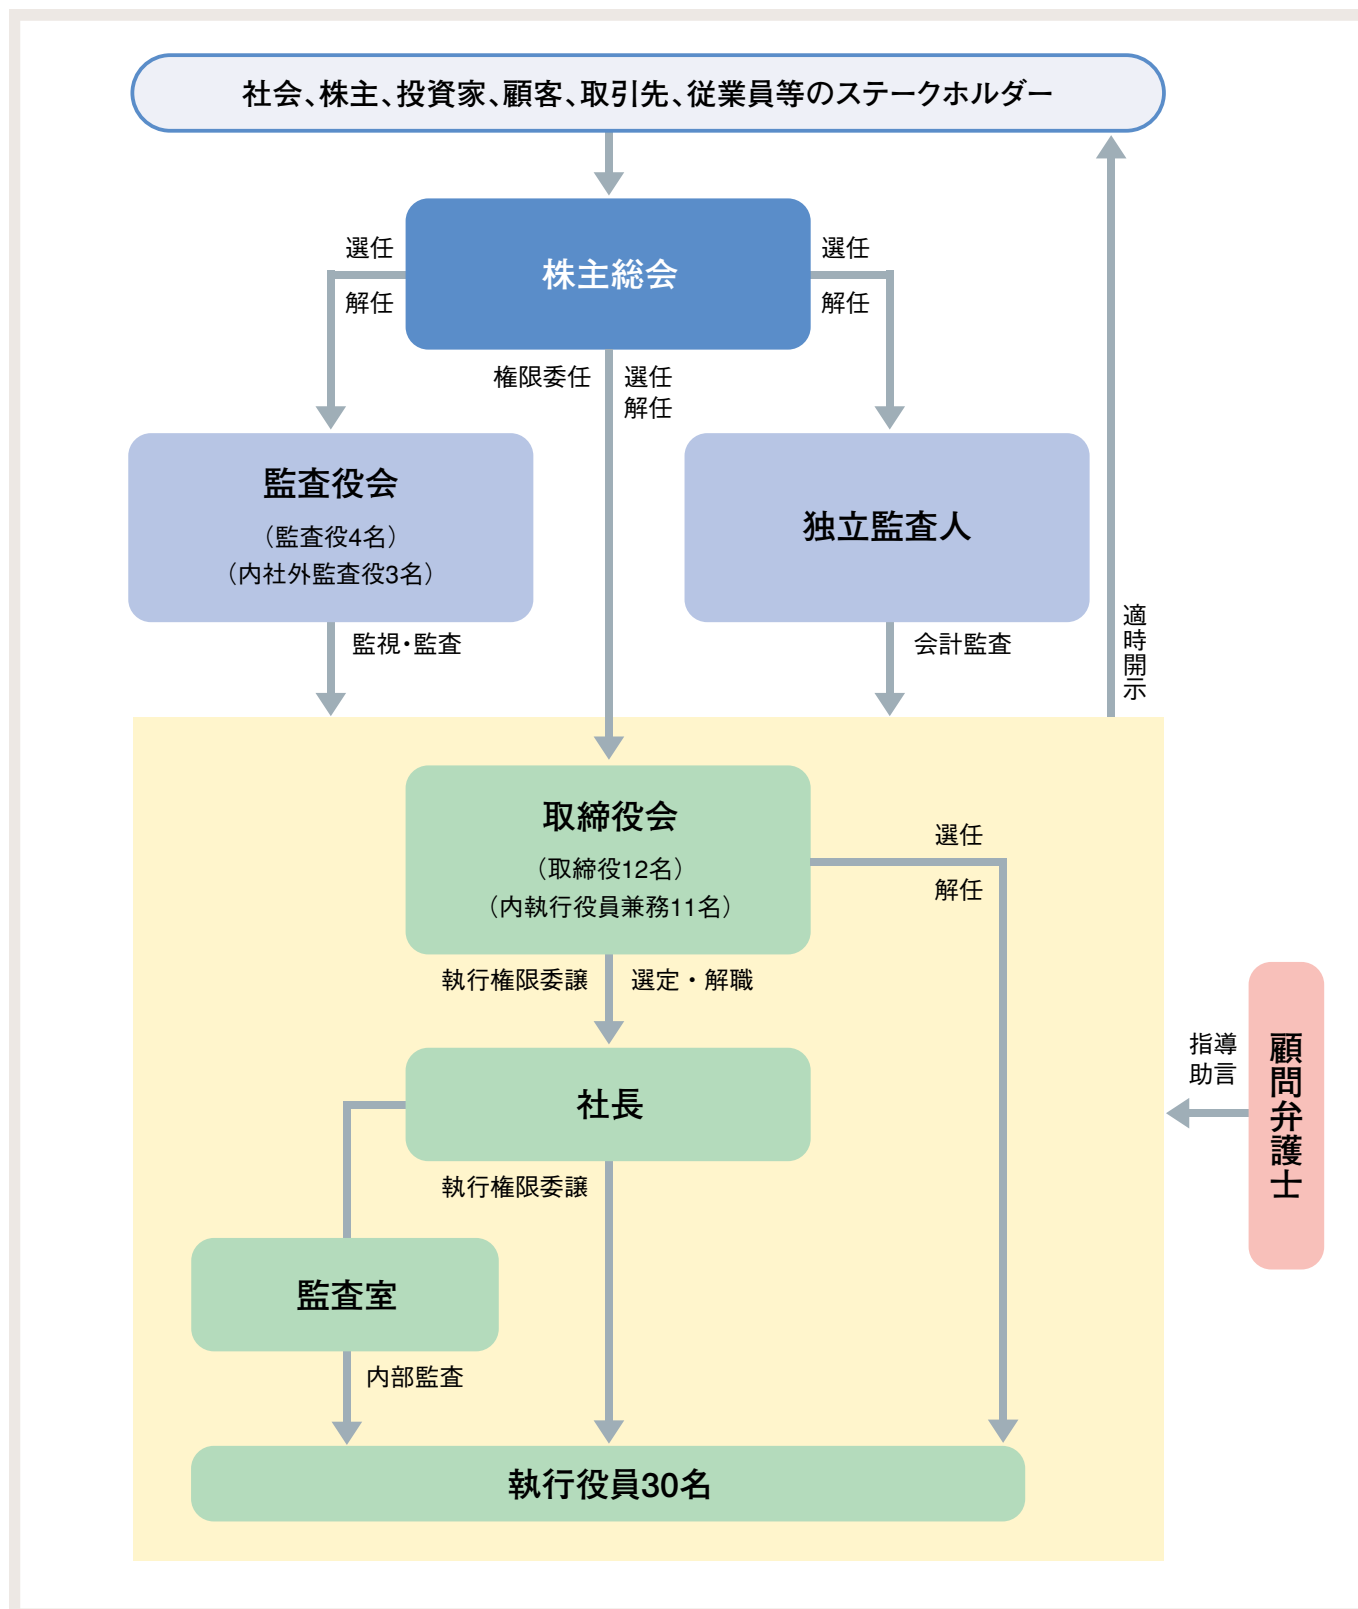 社会、株主、投資家、顧客、取引先、従業員等のステークホルダー
株主総会
選任
解任
選任
解任
権限委任
選任
解任
監査役会
（監査役4名）
（内社外監査役3名）
独立監査人
監視・監査
会計監査
適時開示
取締役会
（取締役12名）
（内執行役員兼務11名）
選任
解任
執行権限委譲
選定・解職
社長
指導
助言
顧問弁護士
執行権限委譲
監査室
内部監査
執行役員30名